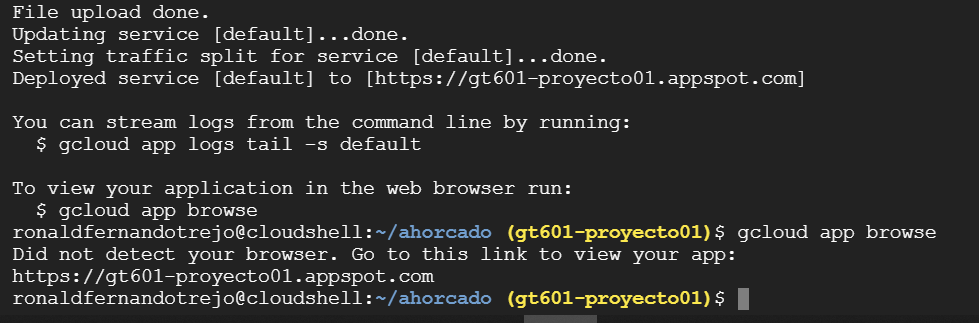 File upload done.
Updating service [default]...done.
Setting traffic split for service [default]...done.
Deployed service [default] to [https://gt601-proyecto01.appspot.com]
You can stream logs from the command line by running:
$ gcloud app logs tail -s default
To view your application in the web browser run:
$ gcloud app browse
ronaldfernandotrejo@cloudshell:~/ahorcado (gt601-proyecto01)$ gcloud app browse
Did not detect your browser. Go to this link to view your app:
https://gt601-proyecto01.appspot.com
ronaldfernandotrejo@cloudshell:~/ahorcado (gt601-proyecto01)$